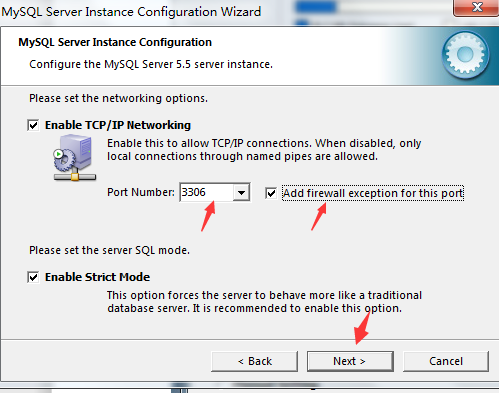 MySQL Server Instance Configuration Wizard
MySQL Server Instance Configuration
Configure the MySQL Server 5.5 server instance.
Please set the networking options.
Enable TCP/IP Networking
Enable this to allow TCP/IP connections. When disabled, only
local connections through named pipes are allowed.
Port Number: 3306 Add firewall exception for this port
Please set the server SQL mode.
Enable Strict Mode
This option forces the server to behave more like a traditional
database server. It is recommended to enable this option.
< Back Next > Cancel